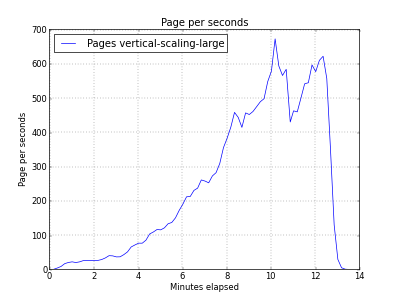 Page per seconds
Pages vertical-scaling-large
700
600
500
400
300
200
100
0
Page per seconds
0 2 4 6 8 10 12 14
Minutes elapsed